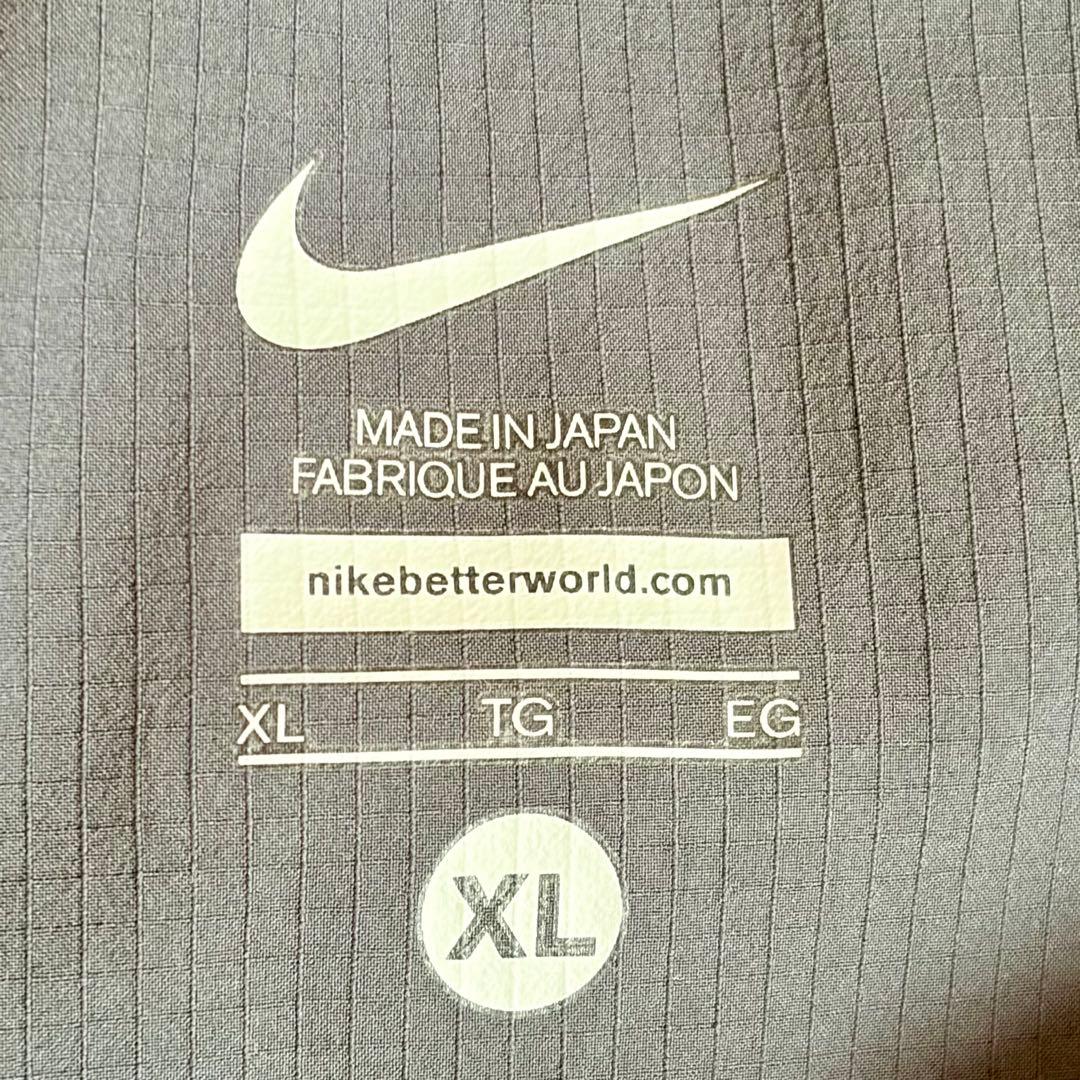 MADE IN JAPAN
FABRIQUE AU JAPON
nikebetterworld.com
XL TG EG
XL